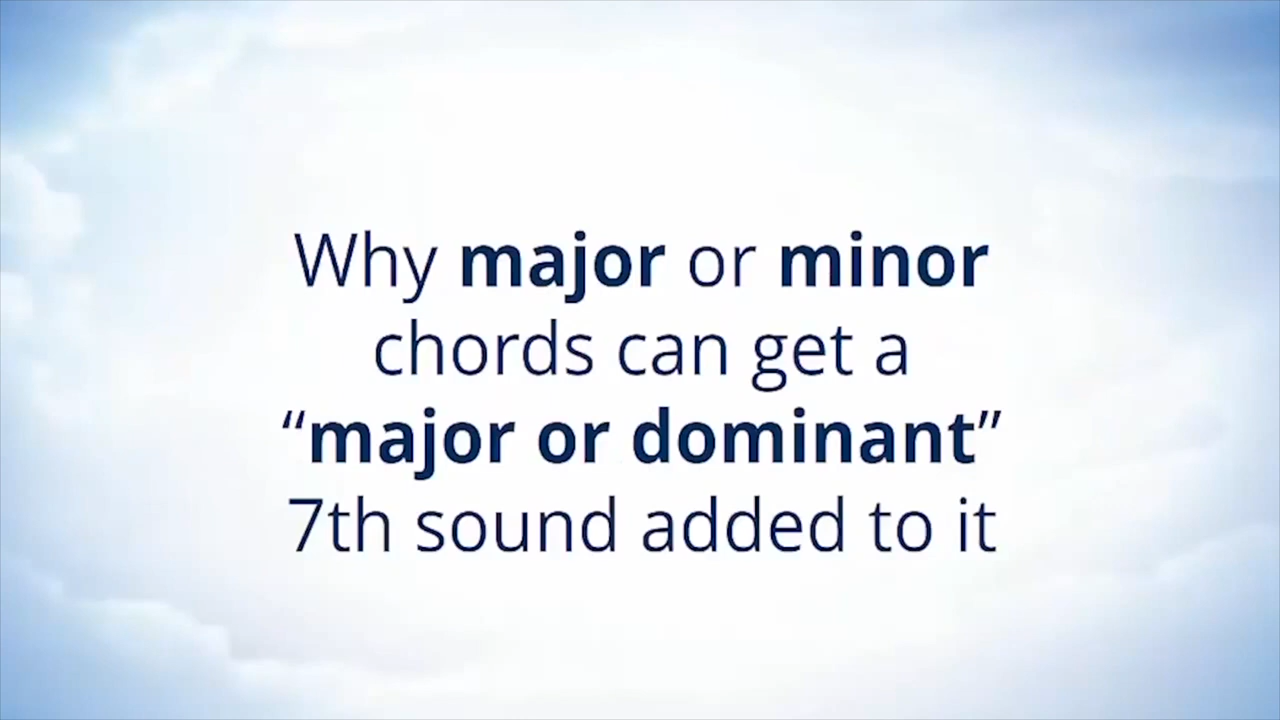 Why major or minor
chords can get a
“major or dominant”
7th sound added to it